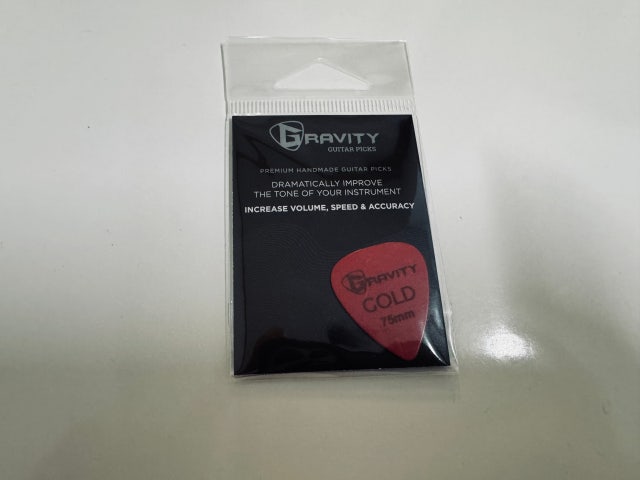 GRAVITY
GUITAR PICKS
PREMIUM HANDMADE GUITAR PICKS
DRAMATICALLY IMPROVE
THE TONE OF YOUR INSTRUMENT
INCREASE VOLUME, SPEED & ACCURACY
GRAVITY
GOLD
75mm